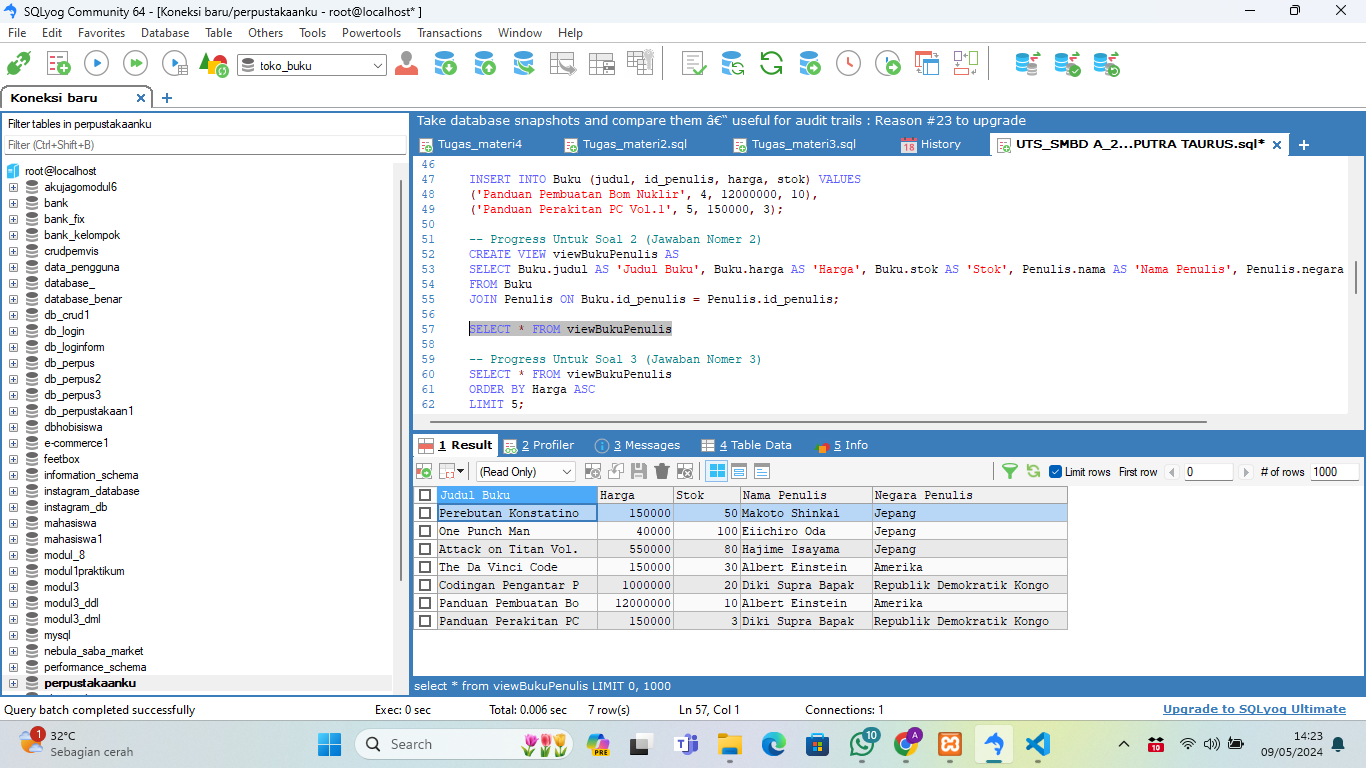 SQLyog Community 64 - [Koneksi baru/perpustakaanku - root@localhost* ]
File Edit Favorites Database Table Others Tools Powertools Transactions Window Help
toko_buku
Koneksi baru
Filter tables in perpustakaanku
Filter (Ctrl+Shift+B)
root@localhost
akujagomodul6
bank
bank_fix
bank_kelompok
crudpemvis
data_pengguna
database_
database_benar
db_crud1
db_login
db_loginform
db_perpus
db_perpus2
db_perpus3
db_perpustakaan1
dbhobisiswa
e-commerce1
feetbox
information_schema
instagram_database
instagram_db
mahasiswa
mahasiswa1
modul_8
modul1praktikum
modul3
modul3_ddl
modul3_dml
mysql
nebula_saba_market
performance_schema
perpustakaanku
Take database snapshots and compare them â€“ useful for audit trails : Reason #23 to upgrade
Tugas_materi4 Tugas_materi2.sql Tugas_materi3.sql 18 History UTS_SMBD A_2...PUTRA TAURUS.sql*
46
47 INSERT INTO Buku (judul, id_penulis, harga, stok) VALUES
48 ('Panduan Pembuatan Bom Nuklir', 4, 12000000, 10),
49 ('Panduan Perakitan PC Vol.1', 5, 150000, 3);
50
51 -- Progress Untuk Soal 2 (Jawaban Nomer 2)
52 CREATE VIEW viewBukuPenulis AS
53 SELECT Buku.judul AS 'Judul Buku', Buku.harga AS 'Harga', Buku.stok AS 'Stok', Penulis.nama AS 'Nama Penulis', Penulis.negara
54 FROM Buku
55 JOIN Penulis ON Buku.id_penulis = Penulis.id_penulis;
56
57 SELECT * FROM viewBukuPenulis
58
59 -- Progress Untuk Soal 3 (Jawaban Nomer 3)
60 SELECT * FROM viewBukuPenulis
61 ORDER BY Harga ASC
62 LIMIT 5;
1 Result 2 Profiler 3 Messages 4 Table Data 5 Info
(Read Only) Limit rows First row 0 # of rows 1000
Judul Buku Harga Stok Nama Penulis Negara Penulis
Perebutan Konstatino 150000 50 Makoto Shinkai Jepang
One Punch Man 40000 100 Eiichiro Oda Jepang
Attack on Titan Vol. 550000 80 Hajime Isayama Jepang
The Da Vinci Code 150000 30 Albert Einstein Amerika
Codingan Pengantar P 1000000 20 Diki Supra Bapak Republik Demokratik Kongo
Panduan Pembuatan Bo 12000000 10 Albert Einstein Amerika
Panduan Perakitan PC 150000 3 Diki Supra Bapak Republik Demokratik Kongo
select * from viewBukuPenulis LIMIT 0, 1000
Query batch completed successfully Exec: 0 sec Total: 0.006 sec 7 row(s) Ln 57, Col 1 Connections: 1 Upgrade to SQLyog Ultimate
1 32°C
Sebagian cerah
Search
PRE
10
A
10
14:23
09/05/2024